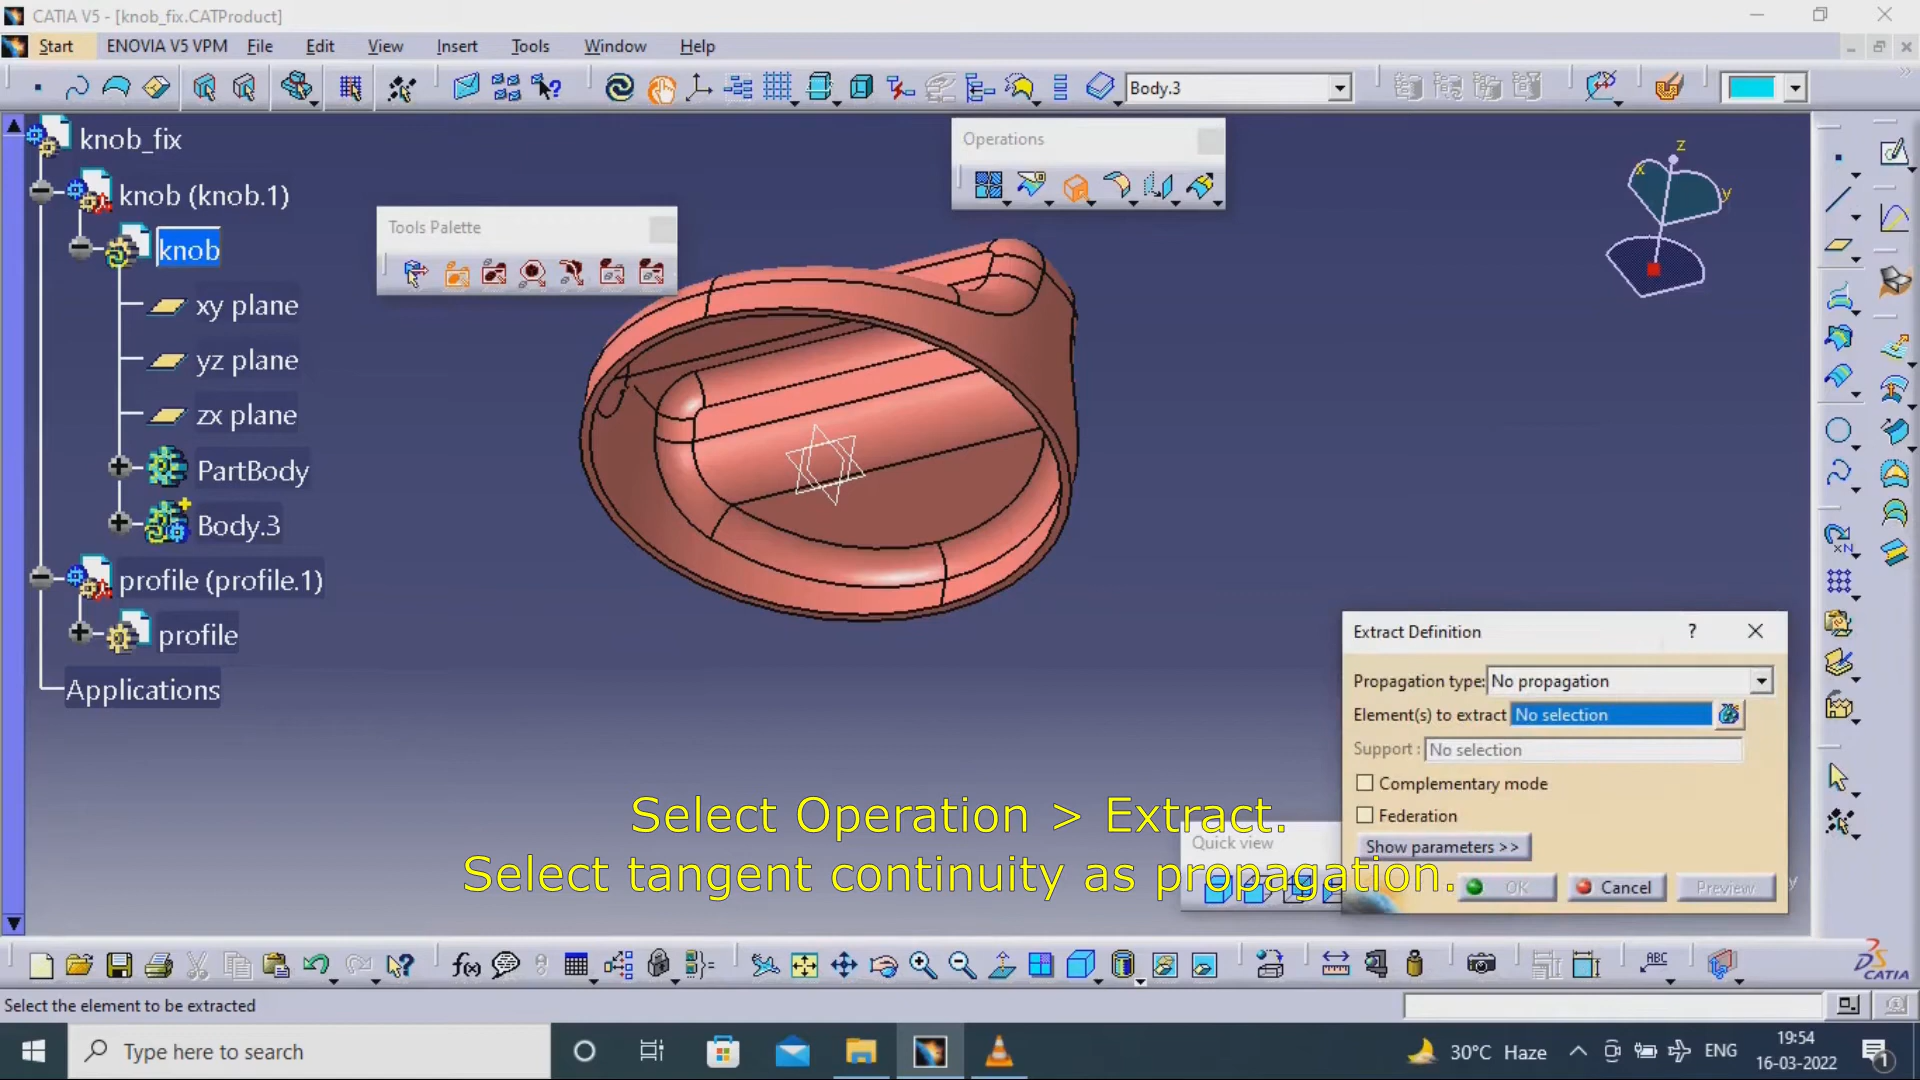 CATIA V5 - [knob_fix.CATProduct]
Start ENOVIA V5 VPM File Edit View Insert Tools Window Help
Body.3
knob_fix
knob (knob.1)
knob
xy plane
yz plane
zx plane
PartBody
Body.3
profile (profile.1)
profile
Applications
Tools Palette
Operations
z
x
y
Extract Definition ?
Propagation type: No propagation
Element(s) to extract No selection
Support : No selection
Complementary mode
Federation
Show parameters >>
OK Cancel Preview
Quick view
y
Select Operation > Extract.
Select tangent continuity as propagation.
f(x)
ABC
xN
DS
CATIA
Select the element to be extracted
Type here to search
30°C Haze
ENG
19:54
16-03-2022
1